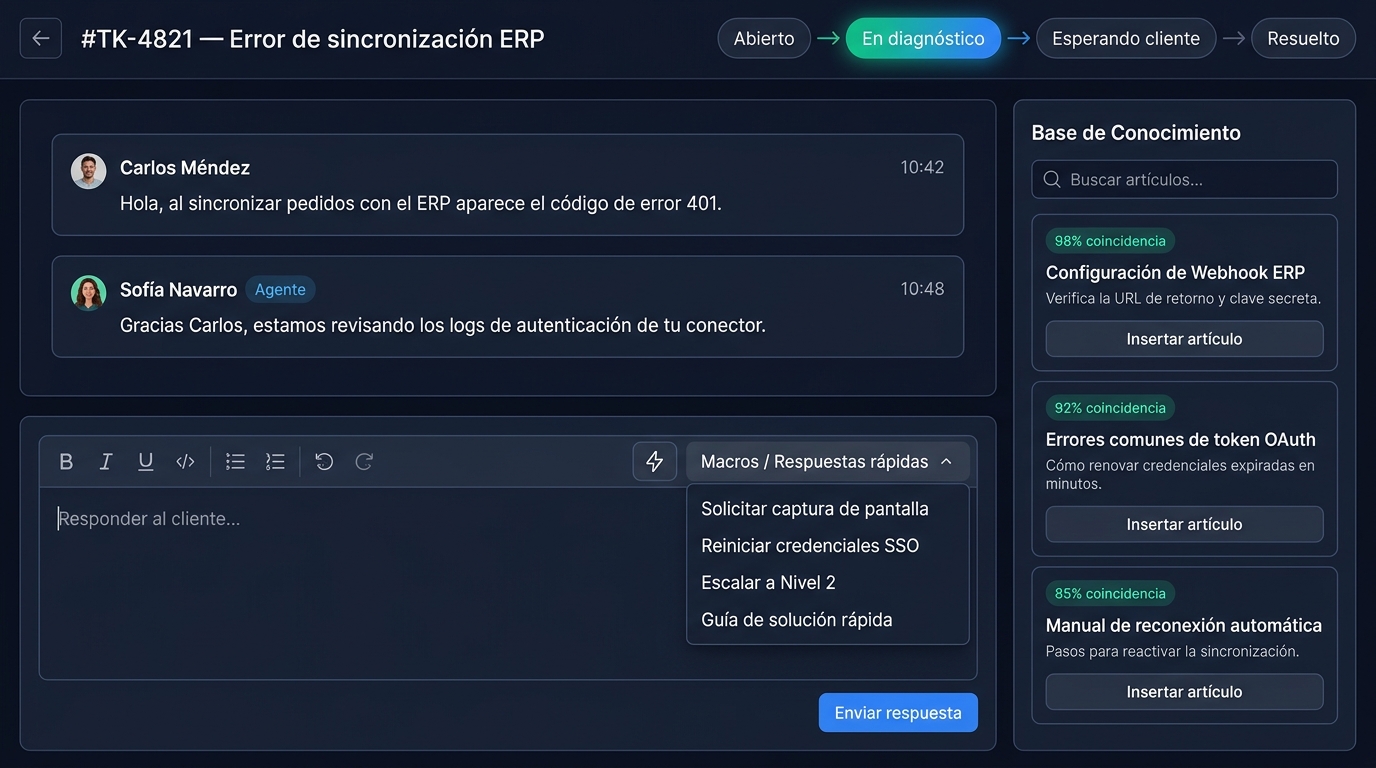 #TK-4821 — Error de sincronización ERP
Abierto
En diagnóstico
Esperando cliente
Resuelto
Carlos Méndez
10:42
Hola, al sincronizar pedidos con el ERP aparece el código de error 401.
Sofía Navarro
Agente
10:48
Gracias Carlos, estamos revisando los logs de autenticación de tu conector.
B I U </>
Macros / Respuestas rápidas
Responder al cliente...
Solicitar captura de pantalla
Reiniciar credenciales SSO
Escalar a Nivel 2
Guía de solución rápida
Enviar respuesta
Base de Conocimiento
Buscar artículos...
98% coincidencia
Configuración de Webhook ERP
Verifica la URL de retorno y clave secreta.
Insertar artículo
92% coincidencia
Errores comunes de token OAuth
Cómo renovar credenciales expiradas en
minutos.
Insertar artículo
85% coincidencia
Manual de reconexión automática
Pasos para reactivar la sincronización.
Insertar artículo